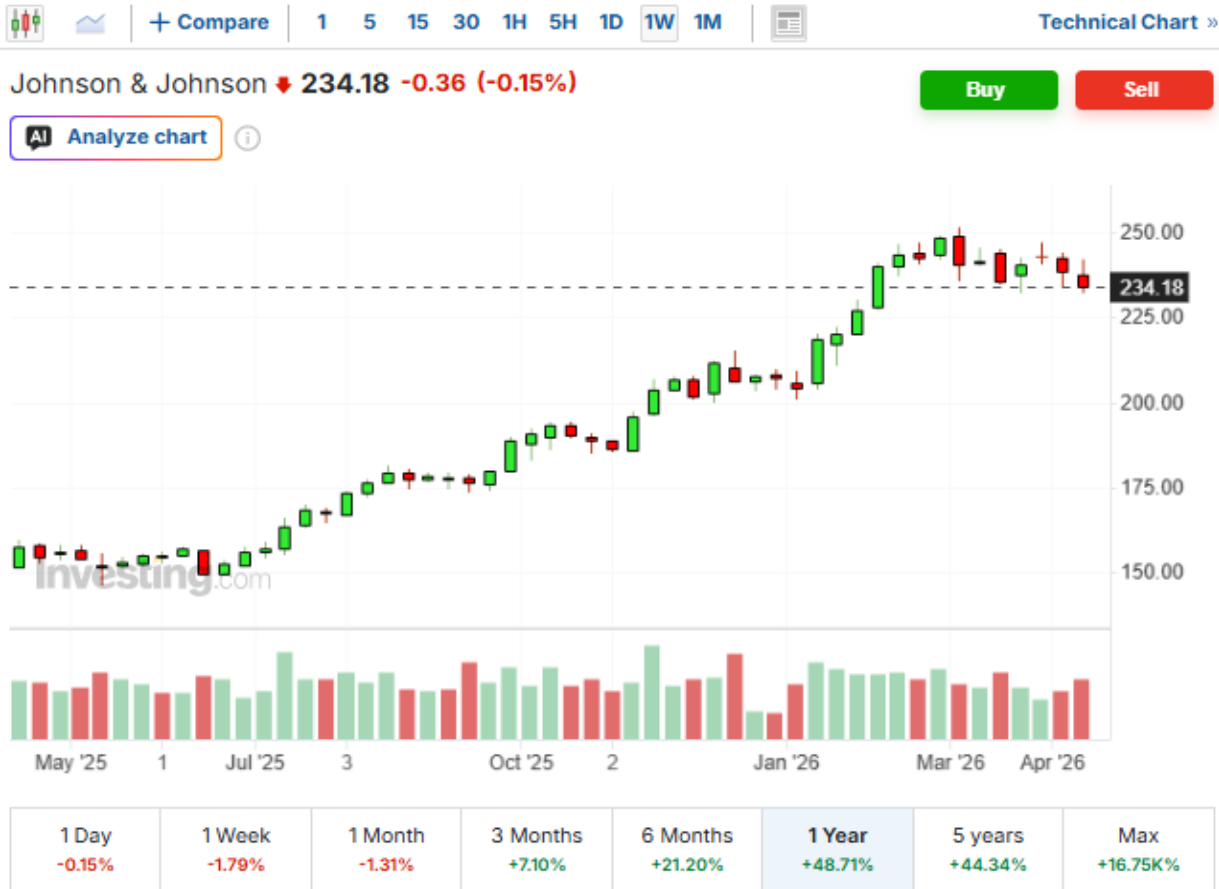 + Compare 1 5 15 30 1H 5H 1D 1W 1M Technical Chart »
Johnson & Johnson 234.18 -0.36 (-0.15%) Buy Sell
AI Analyze chart i
250.00
234.18
225.00
200.00
175.00
150.00
Investing.com
May '25 1 Jul '25 3 Oct '25 2 Jan '26 Mar '26 Apr '26
1 Day 1 Week 1 Month 3 Months 6 Months 1 Year 5 years Max
-0.15% -1.79% -1.31% +7.10% +21.20% +48.71% +44.34% +16.75K%